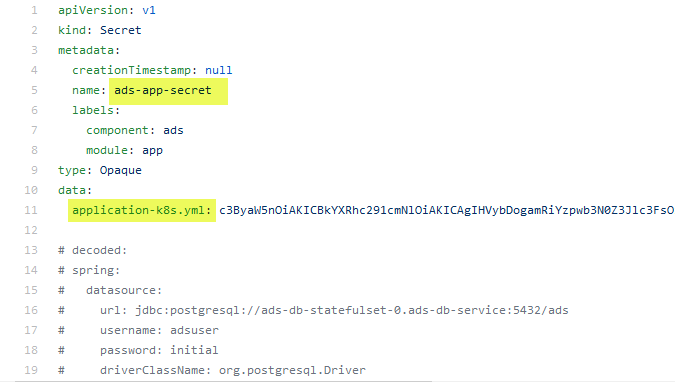 1 apiVersion: v1
2 kind: Secret
3 metadata:
4 creationTimestamp: null
5 name: ads-app-secret
6 labels:
7 component: ads
8 module: app
9 type: Opaque
10 data:
11 application-k8s.yml: c3ByaW5nOiAKICBkYXRhc291cmNlOiAKICAgIHVybDogamRiYzpwb3N0Z3Jlc3FsO
12
13 # decoded:
14 # spring:
15 # datasource:
16 # url: jdbc:postgresql://ads-db-statefulset-0.ads-db-service:5432/ads
17 # username: adsuser
18 # password: initial
19 # driverClassName: org.postgresql.Driver